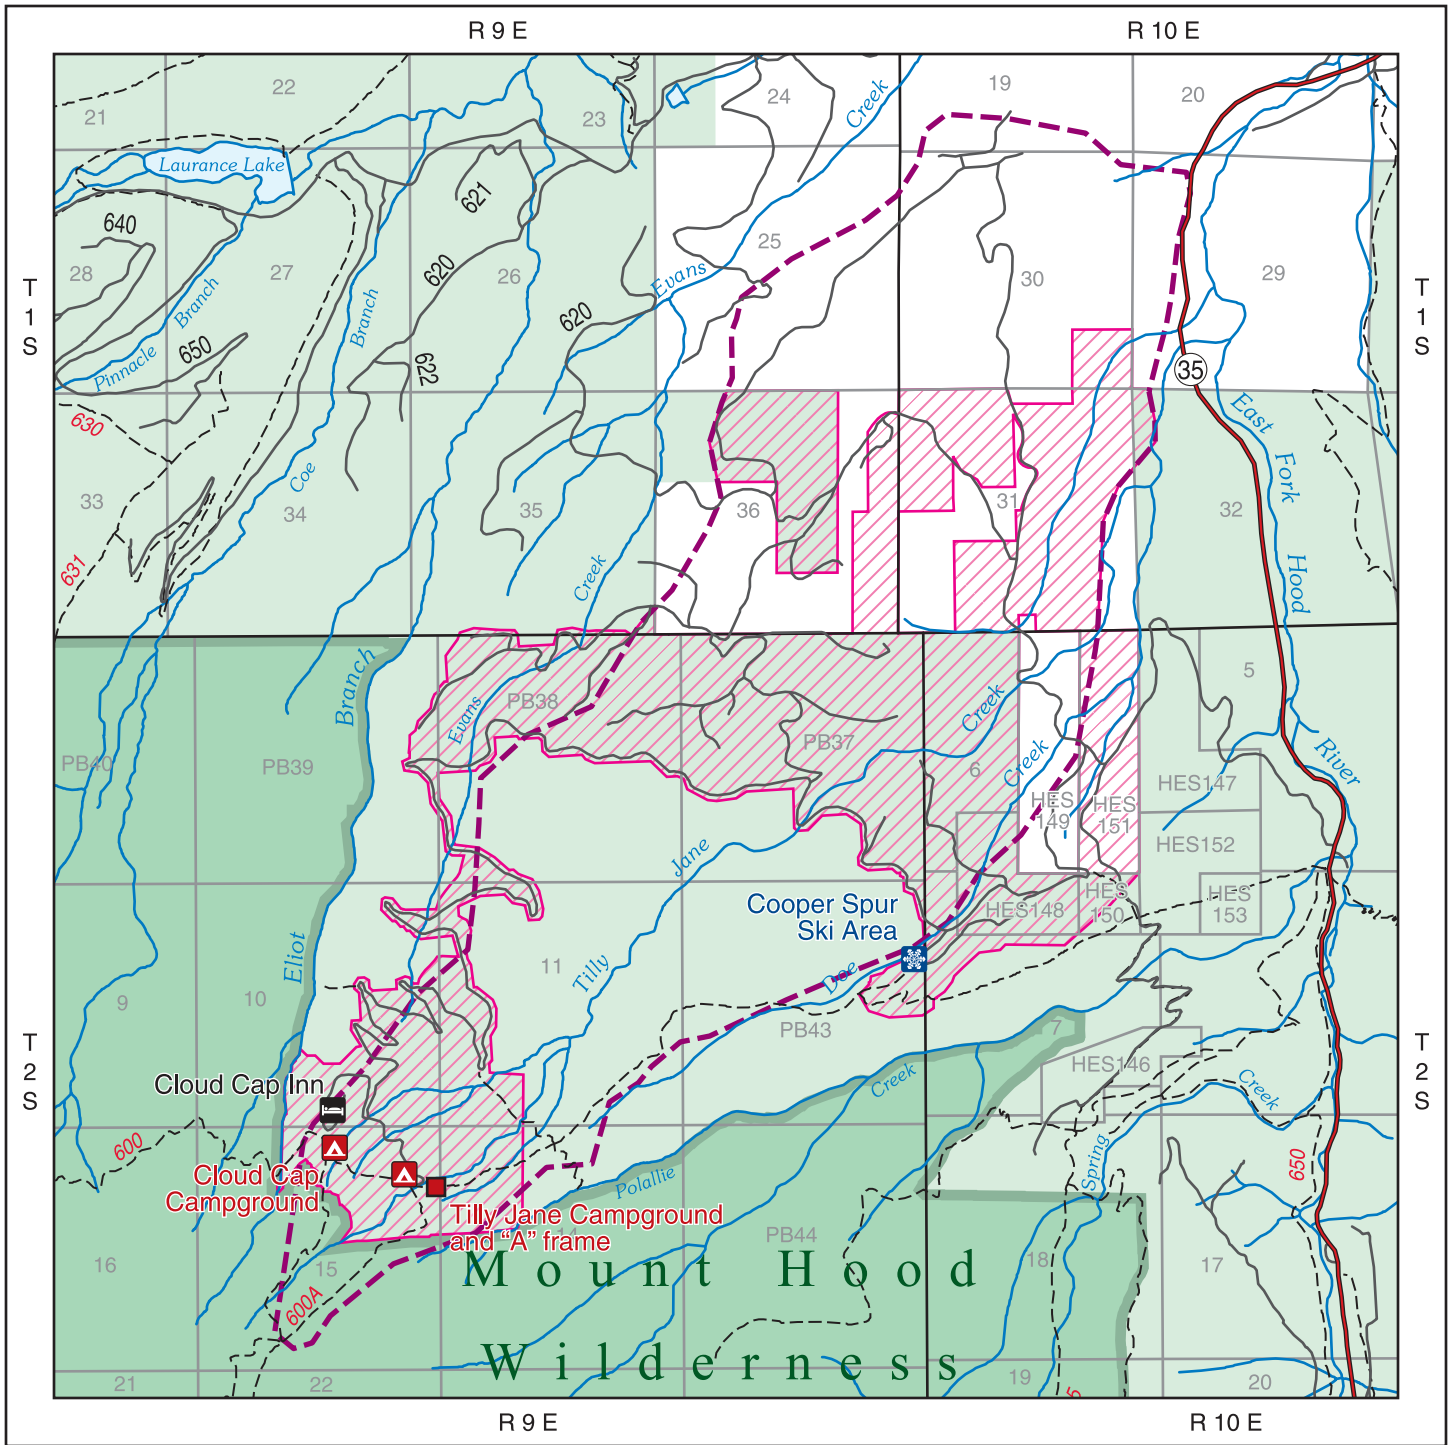 R 9 E
R 10 E
22
24
19
20
21
23
Creek
Laurance Lake
621
640
25
28
27
620
26
Evans
30
29
T
1
S
T
1
S
Pinnacle
Branch
Branch
620
650
622
35
630
East
Fork
Coe
33
34
35
36
31
32
631
Creek
Hood
Branch
Evans
PB38
Creek
5
PB40
PB39
PB37
6
Creek
River
HES147
HES
149
HES
151
HES152
Jane
Cooper Spur
Ski Area
HES148
HES
150
HES
153
Eliot
11
Tilly
Doe
9
10
PB43
7
T
2
S
T
2
S
HES146
Cloud Cap Inn
Creek
Creek
600
Cloud Cap
Campground
Polallie
Spring
650
Tilly Jane Campground
and “A” frame
14
PB44
16
15
18
17
Mount Hood
600A
Wilderness
21
22
19
5
20
R 9 E
R 10 E